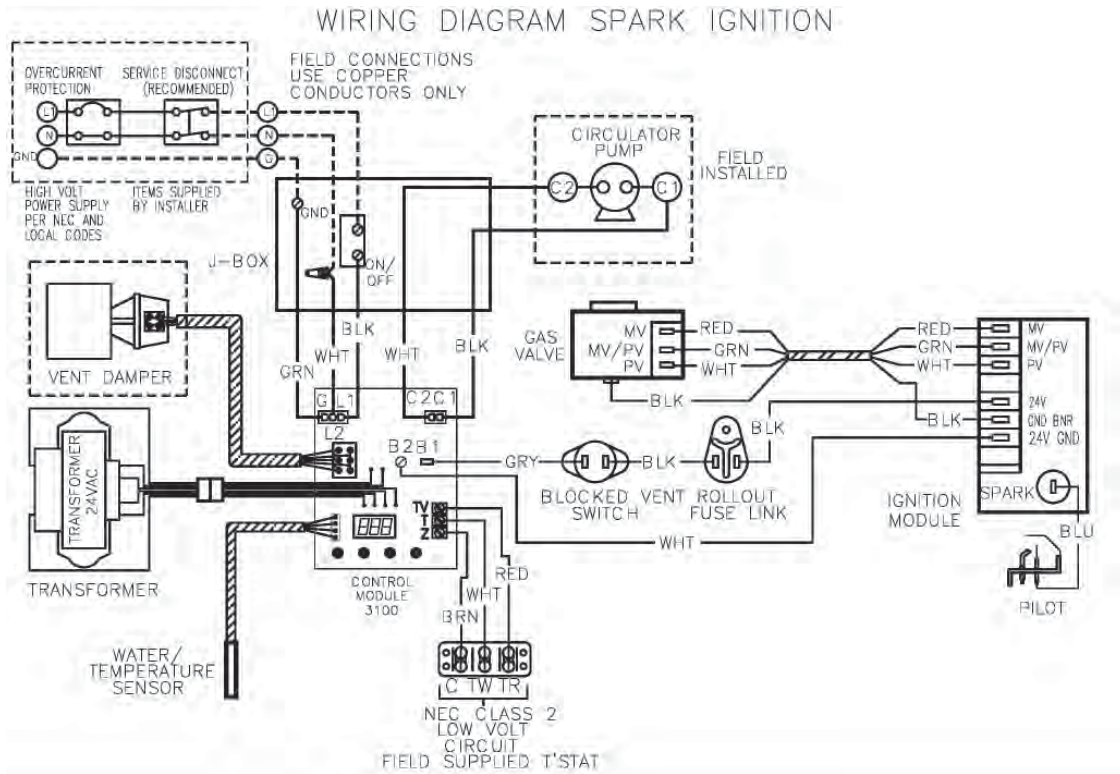 WIRING DIAGRAM SPARK IGNITION
OVERCURRENT
PROTECTION
SERVICE DISCONNECT
(RECOMMENDED)
FIELD CONNECTIONS
USE COPPER
CONDUCTORS ONLY
L1
L1
N
N
GND
G
HIGH VOLT
POWER SUPPLY
PER NEC AND
LOCAL CODES
ITEMS SUPPLIED
BY INSTALLER
CIRCULATOR
PUMP
C2
C1
FIELD
INSTALLED
GND
J-BOX
ON/
OFF
BLK
WHT
GRN
WHT
BLK
VENT DAMPER
GAS
VALVE
MV
MV/PV
PV
RED
GRN
WHT
BLK
RED
GRN
WHT
BLK
MV
MV/PV
PV
24V
GND BNR
24V GND
SPARK
IGNITION
MODULE
BLU
PILOT
G L1
L2
C2C1
B2B1
GRY
BLK
BLK
BLOCKED VENT
SWITCH
ROLLOUT
FUSE LINK
WHT
TRANSFORMER
24VAC
TRANSFORMER
TV
T
Z
CONTROL
MODULE
3100
RED
WHT
BRN
WATER/
TEMPERATURE
SENSOR
C TW TR
NEC CLASS 2
LOW VOLT
CIRCUIT
FIELD SUPPLIED T'STAT